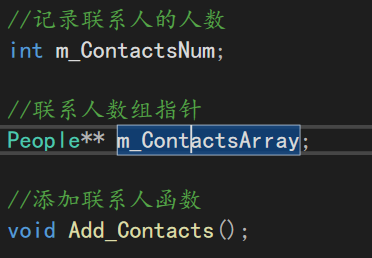 //记录联系人的人数
int m_ContactsNum;
//联系人数组指针
People** m_ContactsArray;
//添加联系人函数
void Add_Contacts();